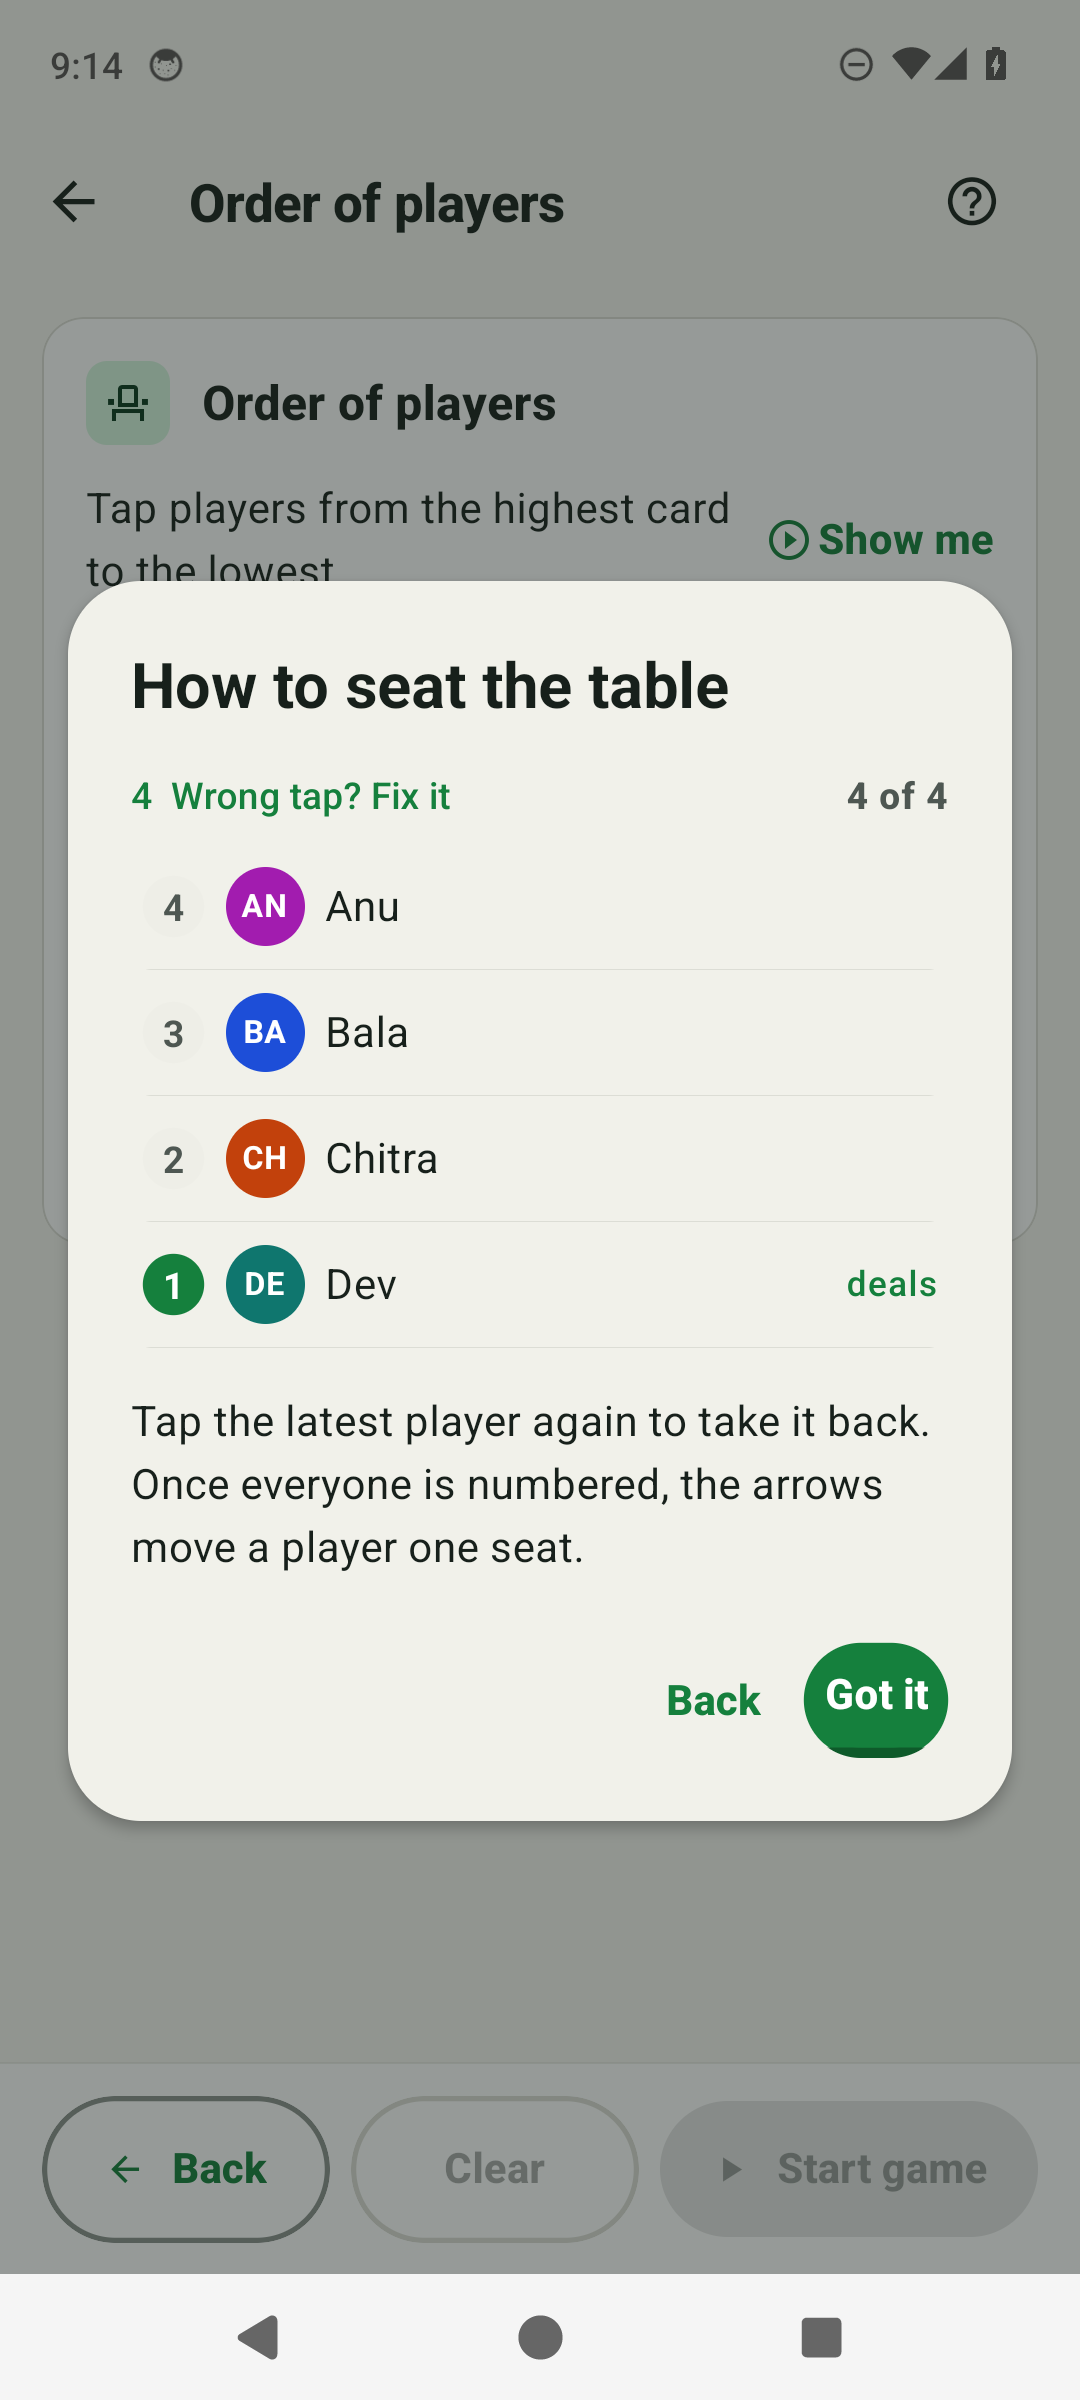 9:14
Order of players
Order of players
Tap players from the highest card
to the lowest
Show me
How to seat the table
4 Wrong tap? Fix it
4 of 4
4 AN Anu
3 BA Bala
2 CH Chitra
1 DE Dev deals
Tap the latest player again to take it back.
Once everyone is numbered, the arrows
move a player one seat.
Back Got it
Back Clear Start game